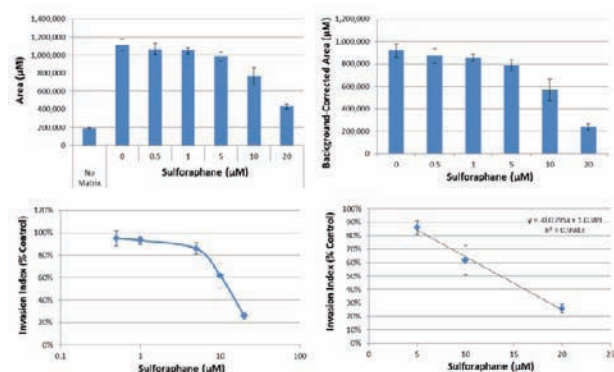 1,400,000
1,200,000
1,000,000
800,000
600,000
400,000
200,000
0
Area (µM)
No Matrix
0 0.5 1 5 10 20
Sulforaphane (µM)
1,200,000
1,000,000
800,000
600,000
400,000
200,000
0
Background-Corrected Area (µM)
0 0.5 1 5 10 20
Sulforaphane (µM)
120%
100%
80%
60%
40%
20%
0%
Invasion Index (% Control)
0.1 1 10 100
Sulforaphane (µM)
100%
90%
80%
70%
60%
50%
40%
30%
20%
10%
0%
Invasion Index (% Control)
0 5 10 15 20 25
Sulforaphane (µM)